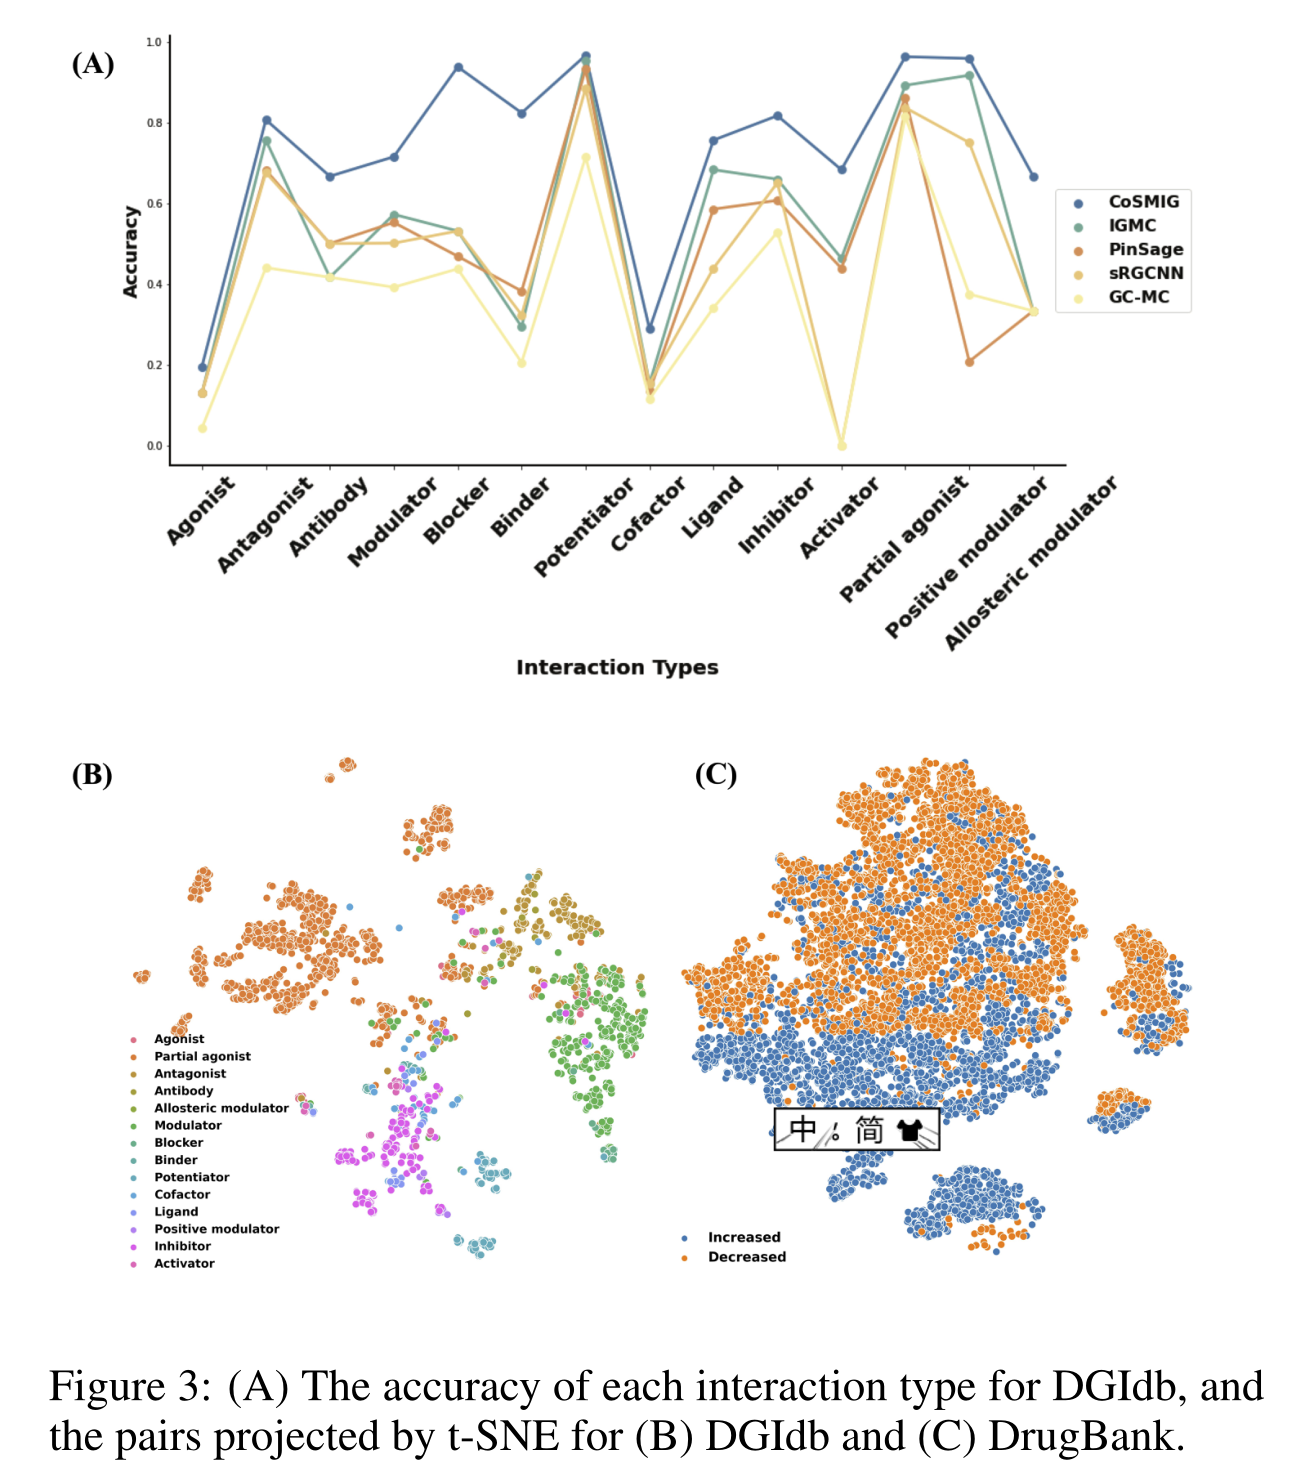 (A)
1.0
0.8
0.6
0.4
0.2
0.0
Accuracy
CoSMIG
IGMC
PinSage
sRGCNN
GC-MC
Agonist
Antagonist
Antibody
Modulator
Blocker
Binder
Potentiator
Cofactor
Ligand
Inhibitor
Activator
Partial agonist
Positive modulator
Allosteric modulator
Interaction Types
(B)
Agonist
Partial agonist
Antagonist
Antibody
Allosteric modulator
Modulator
Blocker
Binder
Potentiator
Cofactor
Ligand
Positive modulator
Inhibitor
Activator
(C)
中 简
Increased
Decreased
Figure 3: (A) The accuracy of each interaction type for DGIdb, and
the pairs projected by t-SNE for (B) DGIdb and (C) DrugBank.